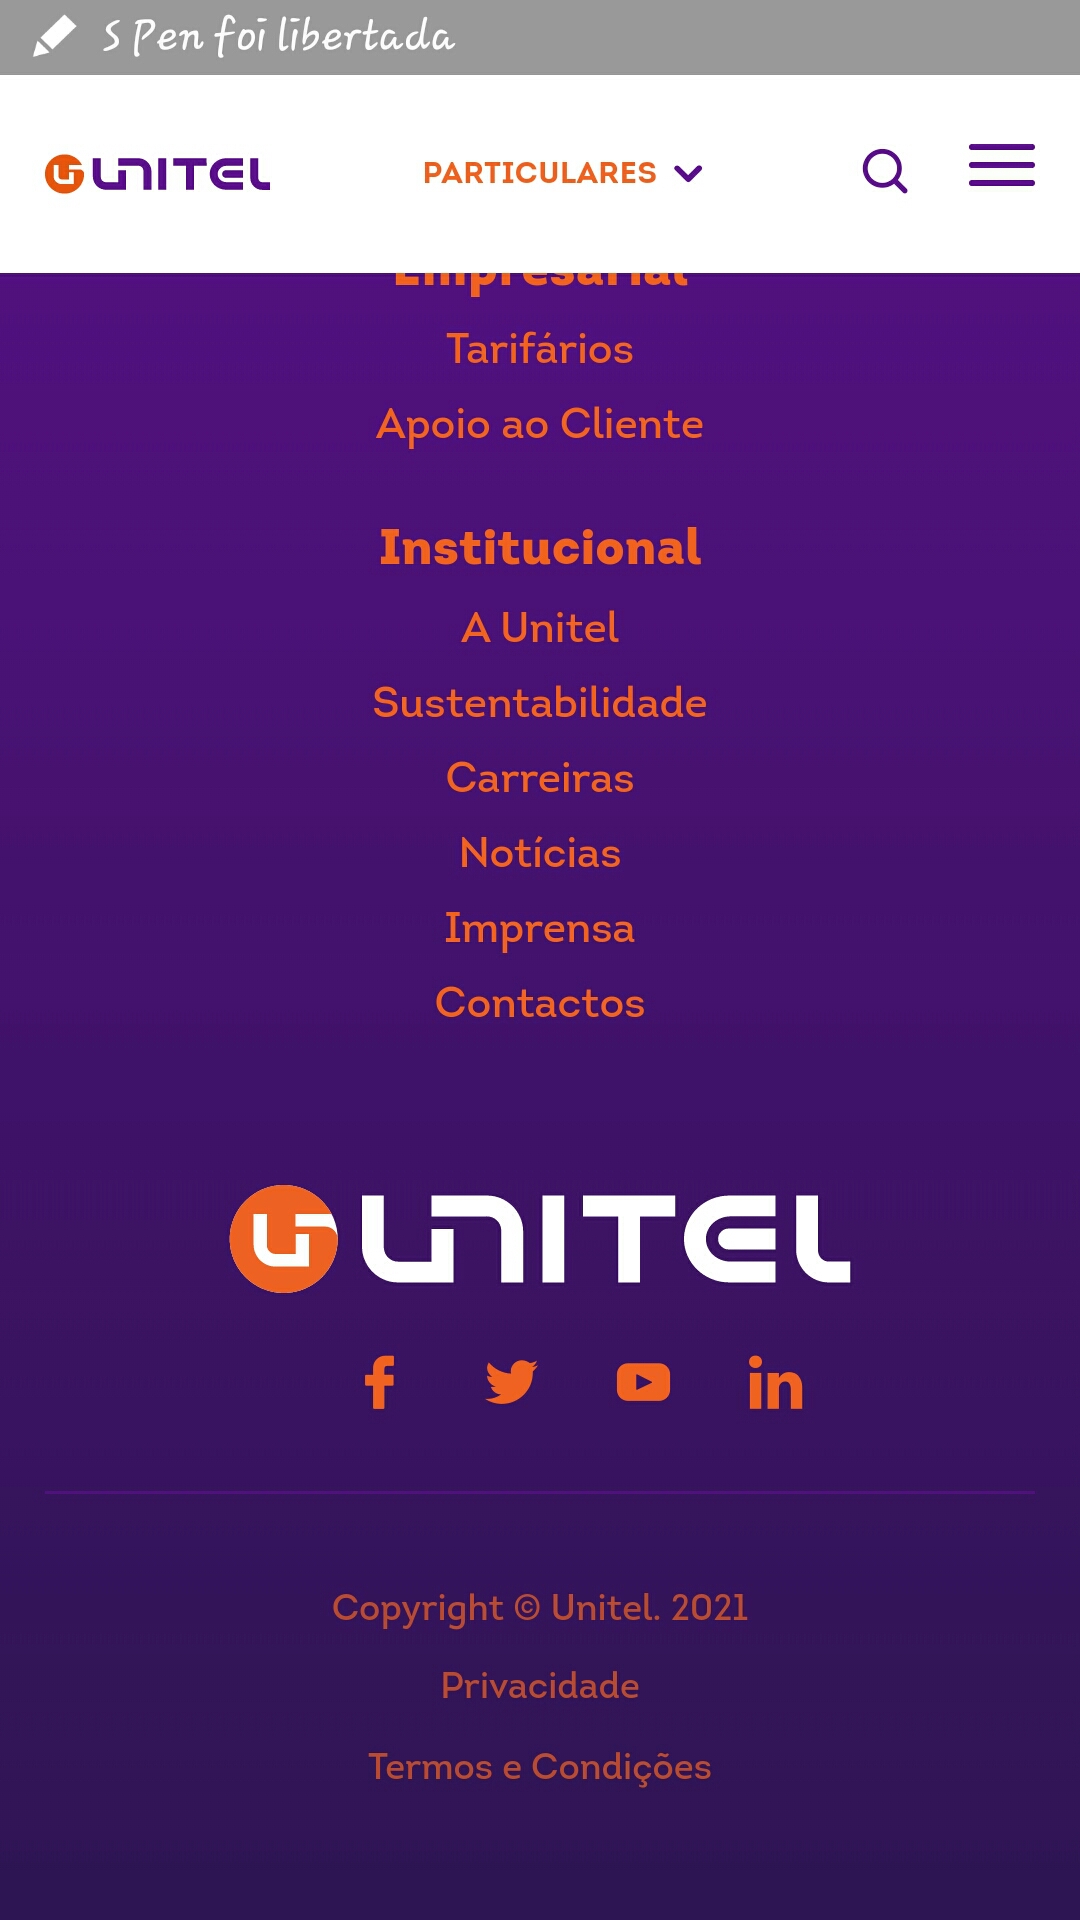 S Pen foi libertada
UNITEL
PARTICULARES
Empresarial
Tarifários
Apoio ao Cliente
Institucional
A Unitel
Sustentabilidade
Carreiras
Notícias
Imprensa
Contactos
UNITEL
Copyright © Unitel. 2021
Privacidade
Termos e Condições